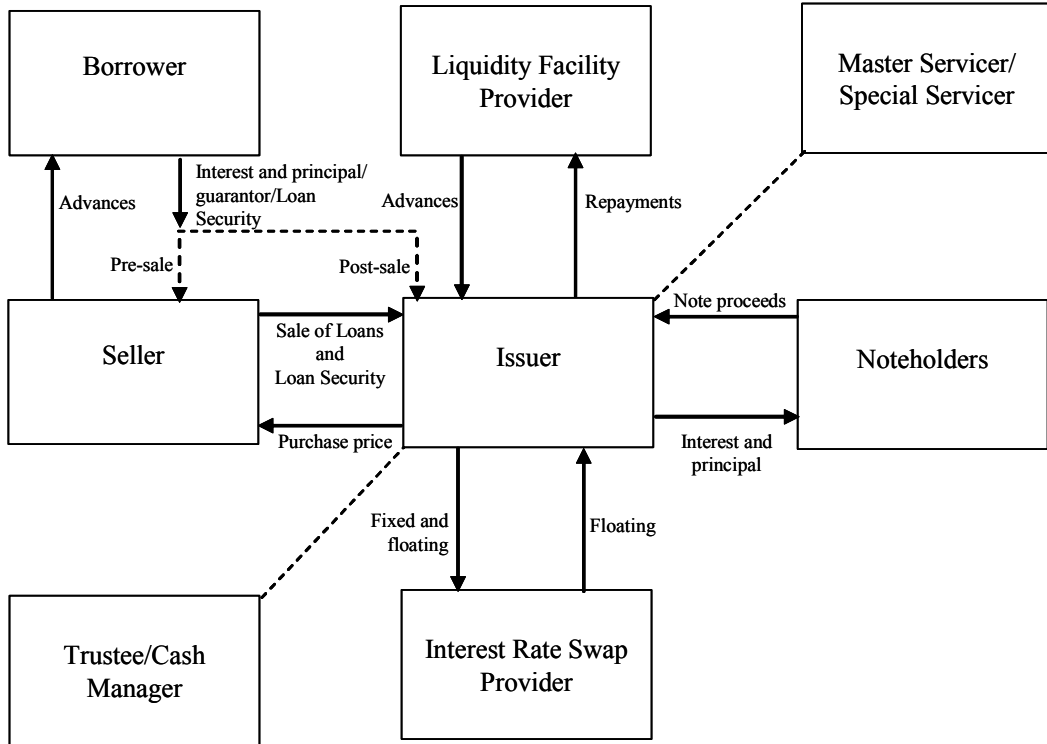 Borrower
Liquidity Facility
Provider
Master Servicer/
Special Servicer
Advances
Interest and principal/
guarantor/Loan
Security
Advances
Repayments
Pre-sale
Post-sale
Seller
Sale of Loans
and
Loan Security
Purchase price
Issuer
Note proceeds
Interest and
principal
Noteholders
Fixed and
floating
Floating
Trustee/Cash
Manager
Interest Rate Swap
Provider